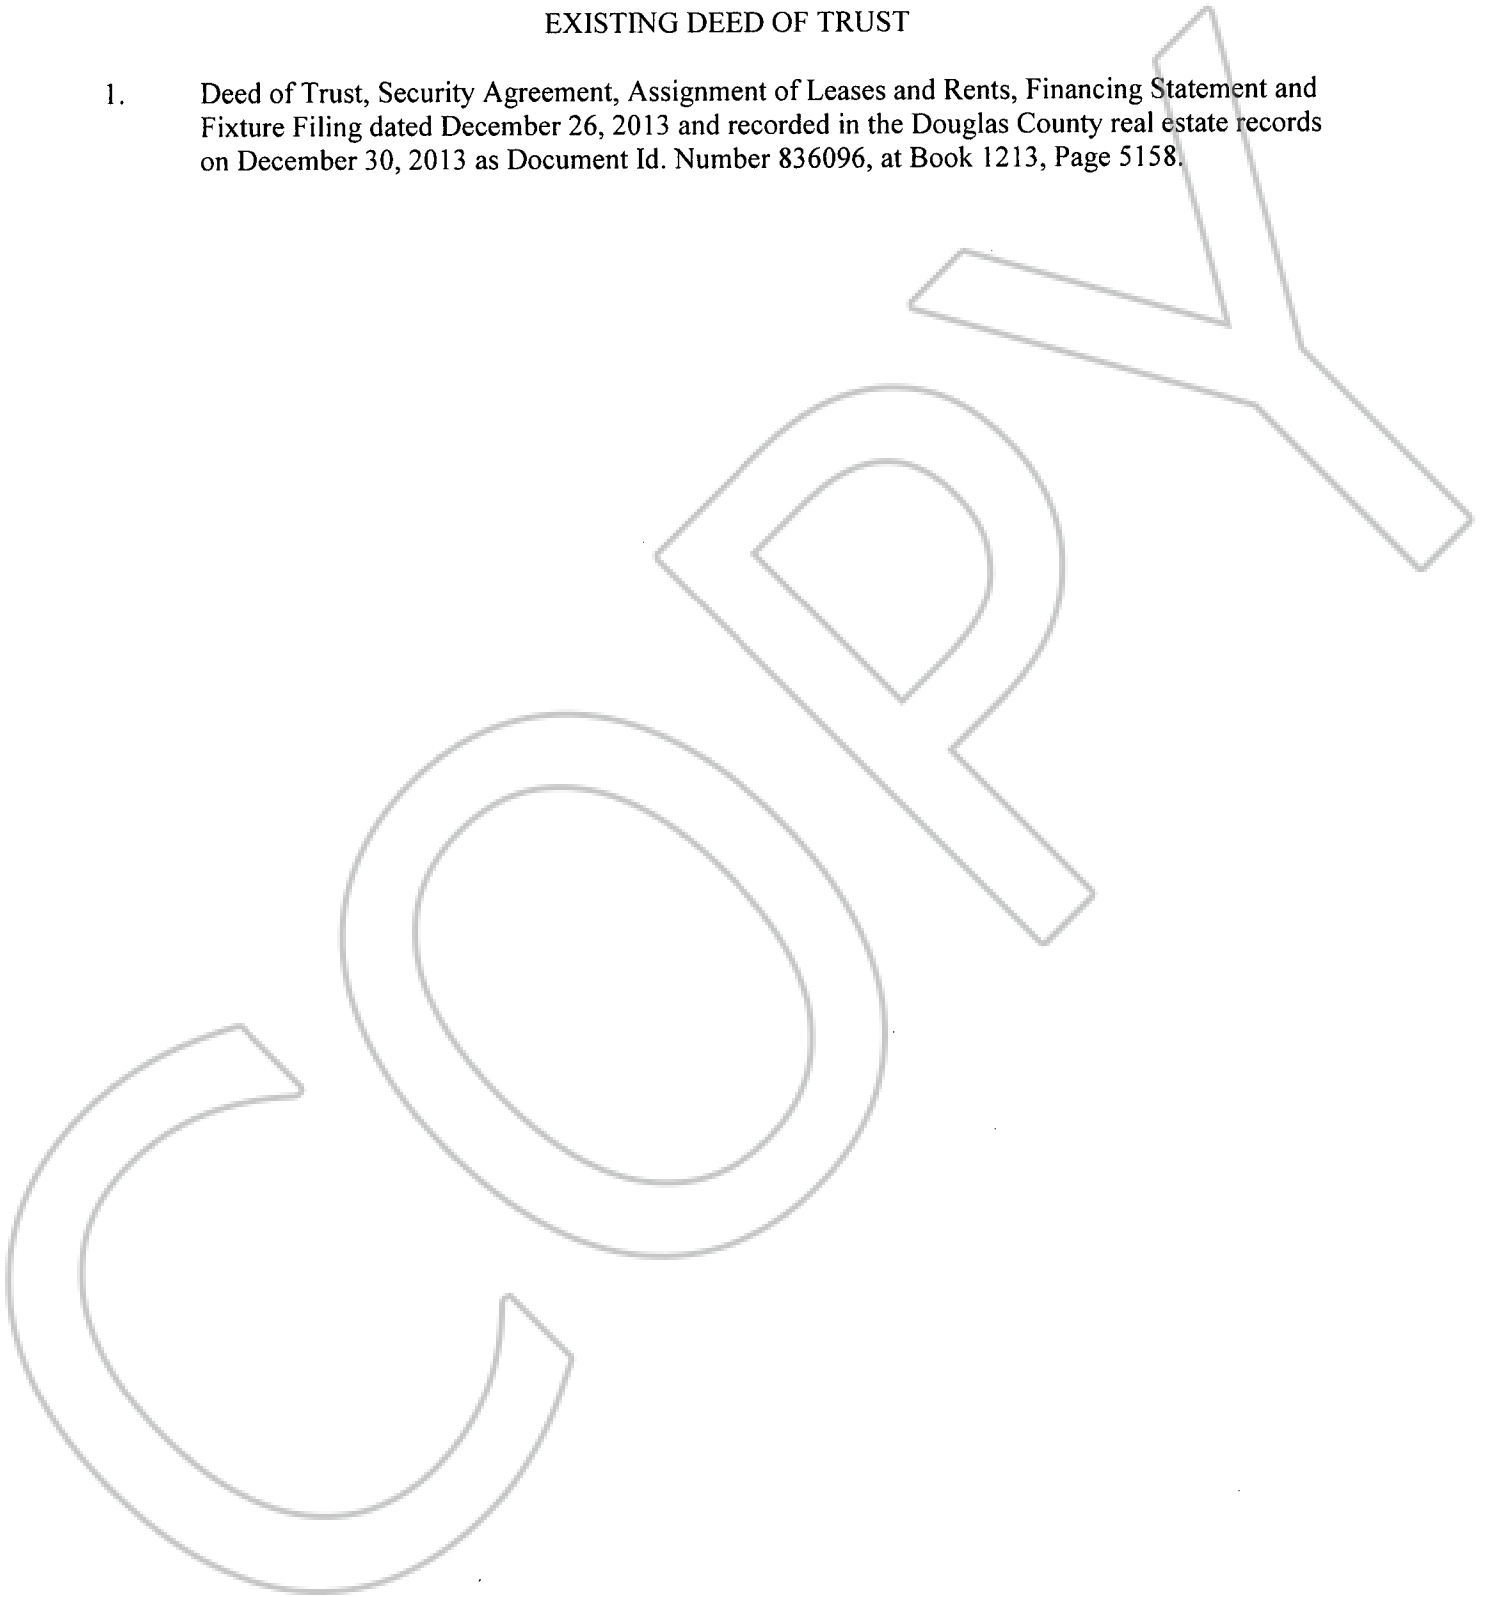 EXISTING DEED OF TRUST
1. Deed of Trust, Security Agreement, Assignment of Leases and Rents, Financing Statement and
Fixture Filing dated December 26, 2013 and recorded in the Douglas County real estate records
on December 30, 2013 as Document Id. Number 836096, at Book 1213, Page 5158.
COPY